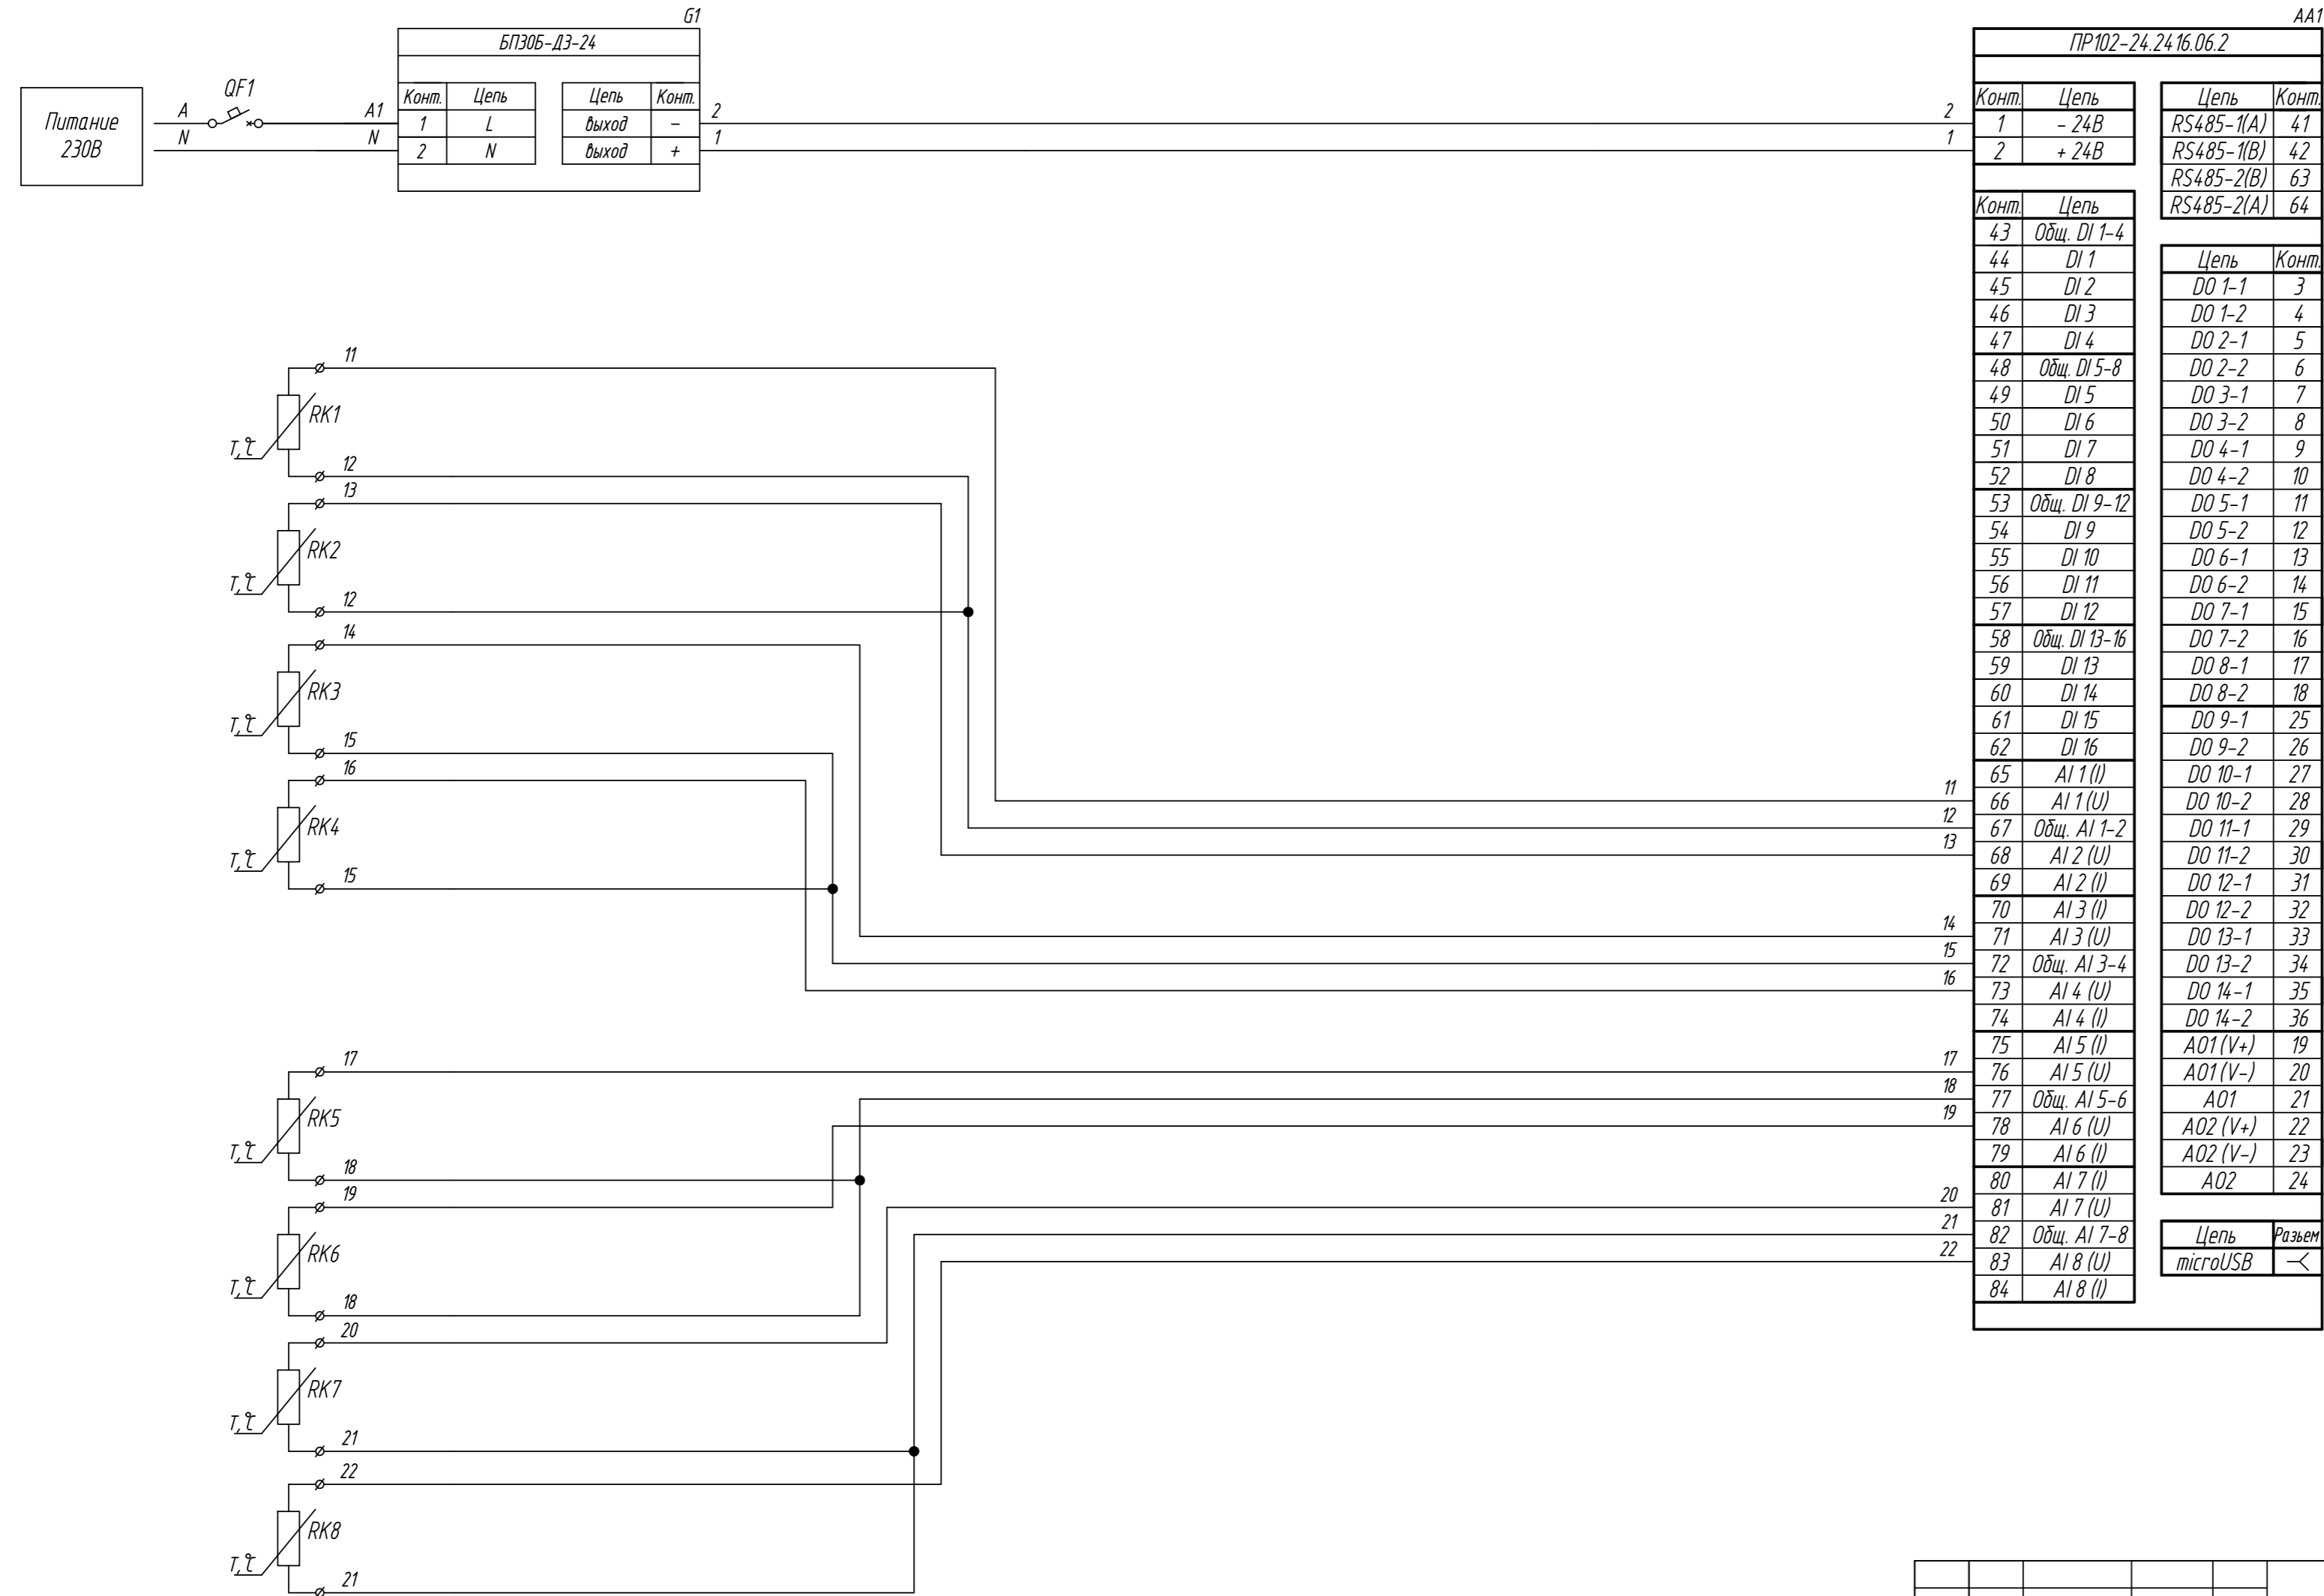 G1
БП30Б-Д3-24
Конт. Цепь Цепь Конт.
1 L выход –
2 N выход +
Питание
230В
A QF1 A1
N N
2 2
1 1
AA1
ПР102-24.2416.06.2
Конт. Цепь
1 - 24В
2 + 24В
Цепь Конт.
RS485-1(A) 41
RS485-1(B) 42
RS485-2(B) 63
RS485-2(A) 64
Конт. Цепь
43 Общ. DI 1-4
44 DI 1
45 DI 2
46 DI 3
47 DI 4
48 Общ. DI 5-8
49 DI 5
50 DI 6
51 DI 7
52 DI 8
53 Общ. DI 9-12
54 DI 9
55 DI 10
56 DI 11
57 DI 12
58 Общ. DI 13-16
59 DI 13
60 DI 14
61 DI 15
62 DI 16
65 AI 1 (I)
66 AI 1 (U)
67 Общ. AI 1-2
68 AI 2 (U)
69 AI 2 (I)
70 AI 3 (I)
71 AI 3 (U)
72 Общ. AI 3-4
73 AI 4 (U)
74 AI 4 (I)
75 AI 5 (I)
76 AI 5 (U)
77 Общ. AI 5-6
78 AI 6 (U)
79 AI 6 (I)
80 AI 7 (I)
81 AI 7 (U)
82 Общ. AI 7-8
83 AI 8 (U)
84 AI 8 (I)
Цепь Конт.
DO 1-1 3
DO 1-2 4
DO 2-1 5
DO 2-2 6
DO 3-1 7
DO 3-2 8
DO 4-1 9
DO 4-2 10
DO 5-1 11
DO 5-2 12
DO 6-1 13
DO 6-2 14
DO 7-1 15
DO 7-2 16
DO 8-1 17
DO 8-2 18
DO 9-1 25
DO 9-2 26
DO 10-1 27
DO 10-2 28
DO 11-1 29
DO 11-2 30
DO 12-1 31
DO 12-2 32
DO 13-1 33
DO 13-2 34
DO 14-1 35
DO 14-2 36
AO1 (V+) 19
AO1 (V-) 20
AO1 21
AO2 (V+) 22
AO2 (V-) 23
AO2 24
Цепь Разъем
microUSB
11
RK1
T,℃
12
13
RK2
T,℃
12
14
RK3
T,℃
15
16
RK4
T,℃
15
17
RK5
T,℃
18
19
RK6
T,℃
18
20
RK7
T,℃
21
22
RK8
T,℃
21
11
12
13
14
15
16
17
18
19
20
21
22